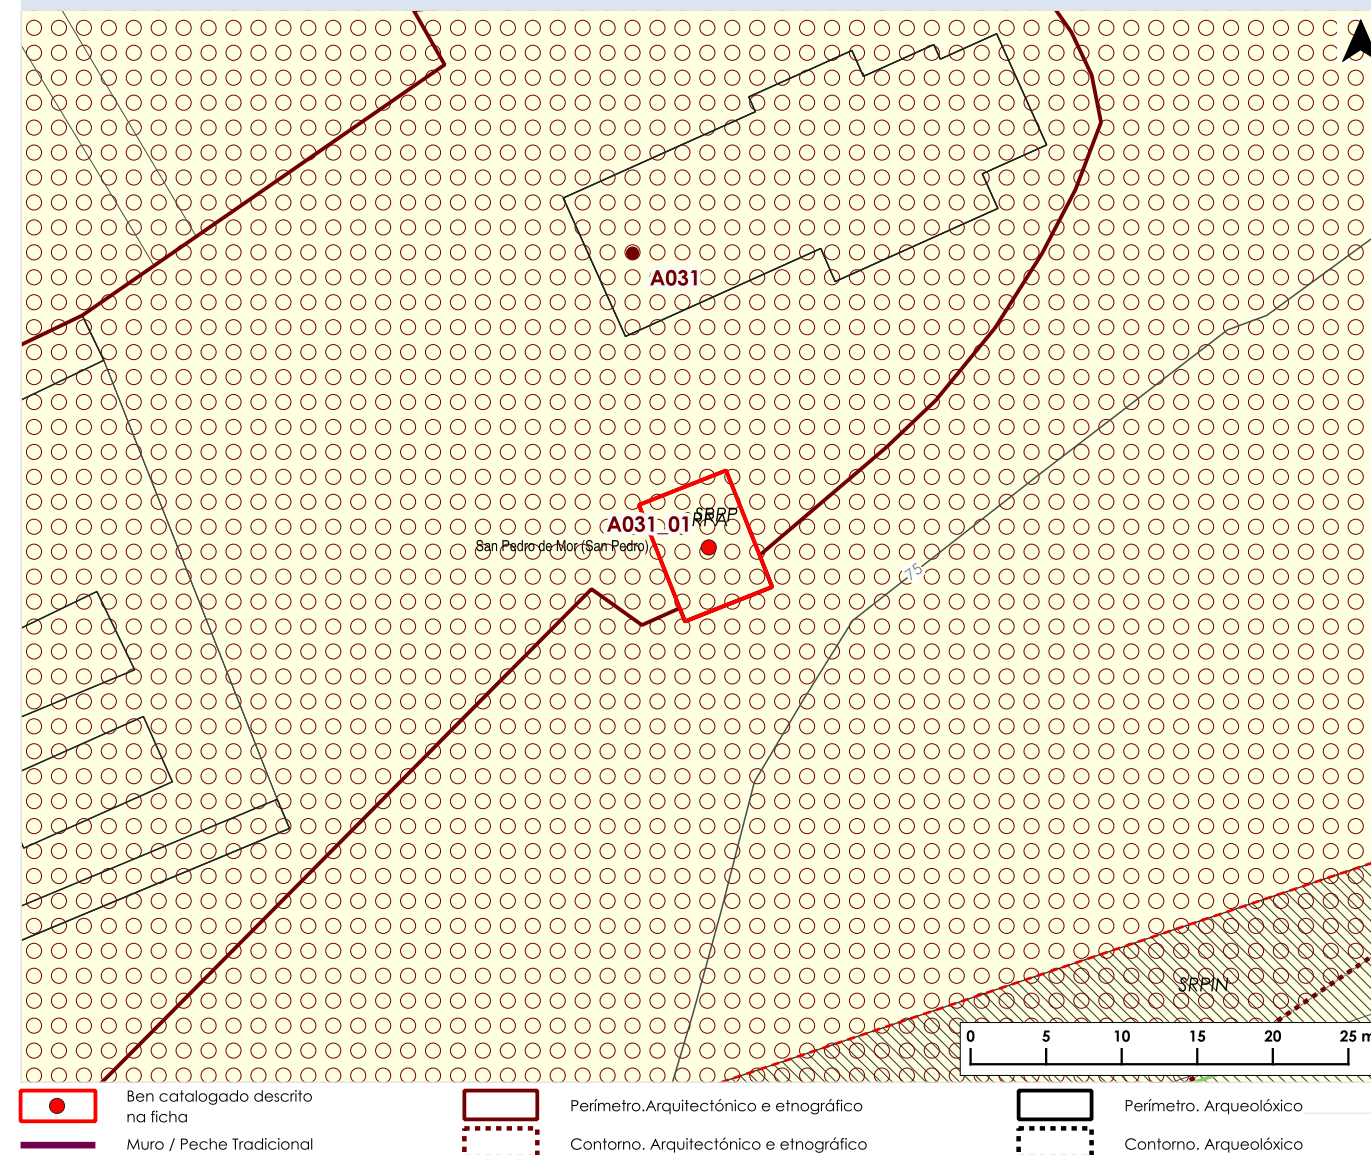 A031
SRRP
A031_01
San Pedro de Mor (San Pedro)
75
SRPIN
0 5 10 15 20 25 m
Ben catalogado descrito
na ficha
Perímetro.Arquitectónico e etnográfico
Perímetro. Arqueolóxico
Muro / Peche Tradicional
Contorno. Arquitectónico e etnográfico
Contorno. Arqueolóxico